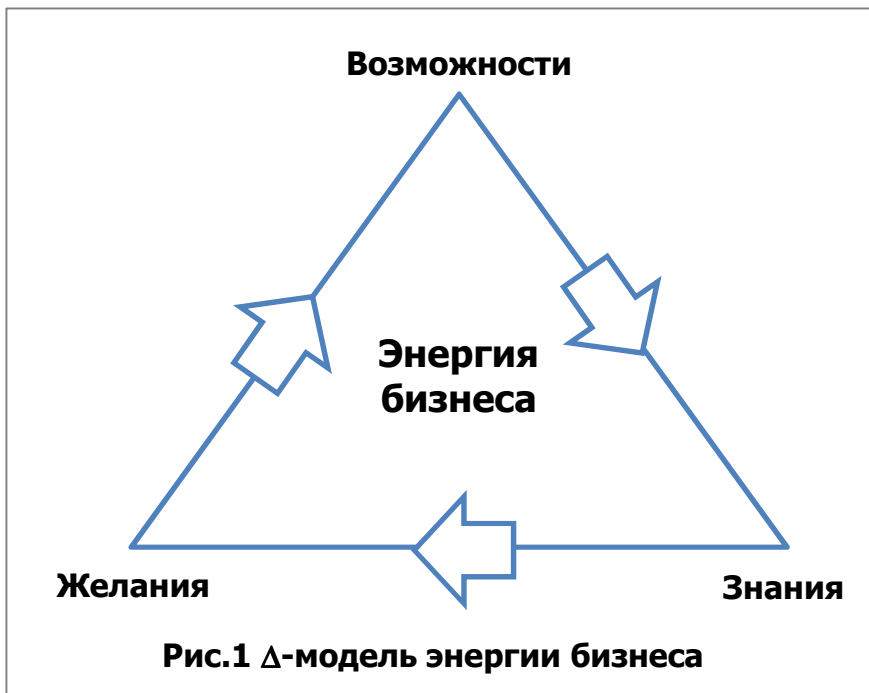 Возможности
Энергия
бизнеса
Желания
Знания
Рис.1 Δ-модель энергии бизнеса